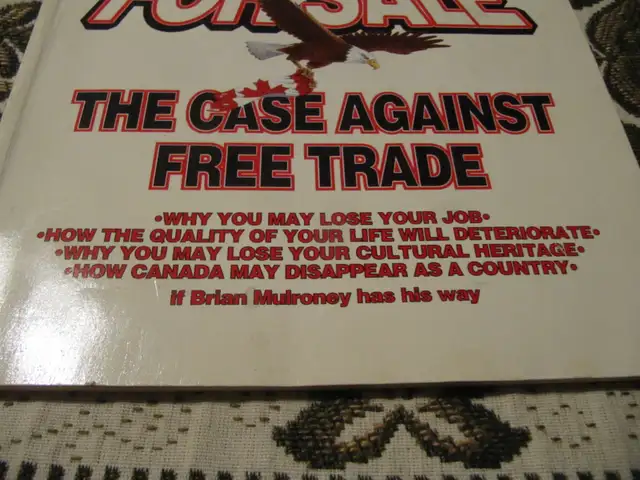 FOR SALE
THE CASE AGAINST
FREE TRADE
•WHY YOU MAY LOSE YOUR JOB•
•HOW THE QUALITY OF YOUR LIFE WILL DETERIORATE•
•WHY YOU MAY LOSE YOUR CULTURAL HERITAGE•
•HOW CANADA MAY DISAPPEAR AS A COUNTRY•
If Brian Mulroney has his way